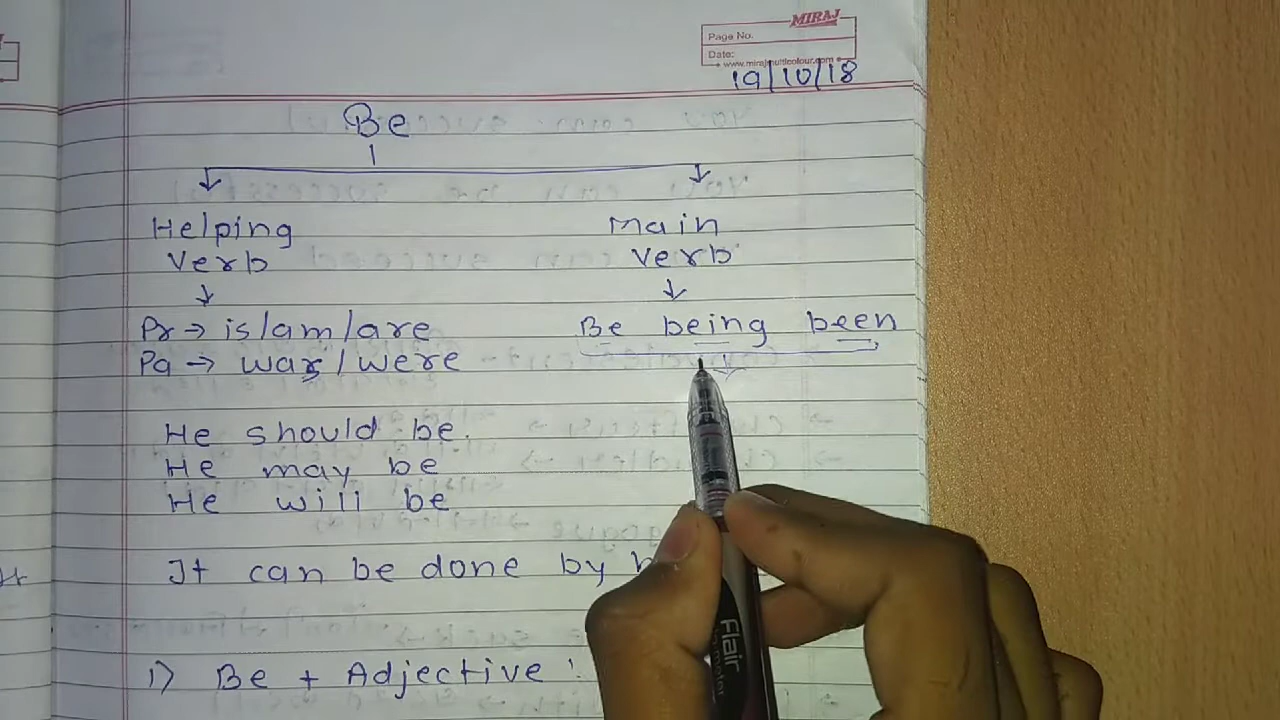 MIRAJ
Page No.
Date:
19/10/18
Be
Helping Main
Verb Verb
Pr → is/am/are Be being been
Pa → was/were
He should be.
He may be
He will be
It can be done by
1) Be + Adjective :
Flair